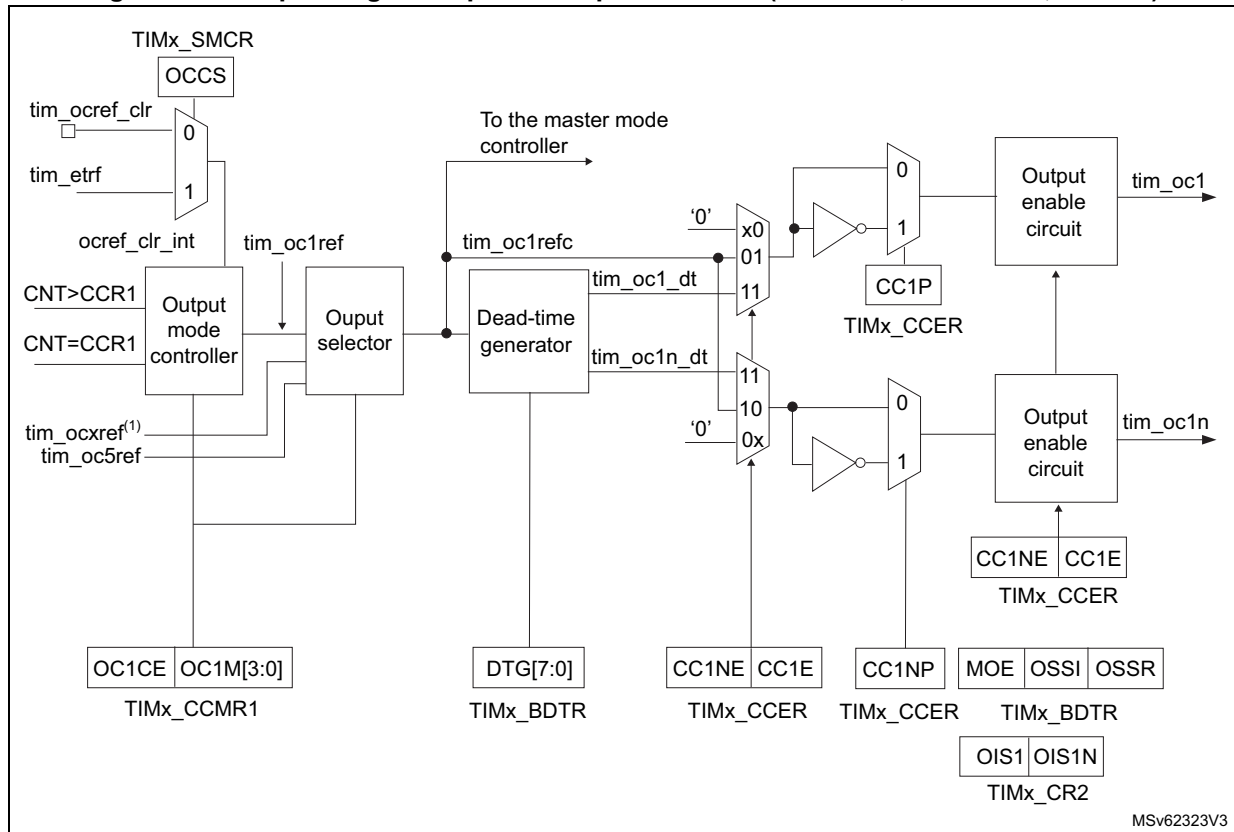 TIMx_SMCR
OCCS
tim_ocref_clr
0
tim_etrf
1
ocref_clr_int
To the master mode
controller
tim_oc1ref
CNT>CCR1
CNT=CCR1
Output
mode
controller
Ouput
selector
tim_ocxref(1)
tim_oc5ref
tim_oc1refc
Dead-time
generator
tim_oc1_dt
tim_oc1n_dt
'0'
x0
01
11
11
10
'0'
0x
0
1
CC1P
TIMx_CCER
0
1
Output
enable
circuit
tim_oc1
Output
enable
circuit
tim_oc1n
CC1NE CC1E
TIMx_CCER
OC1CE OC1M[3:0]
TIMx_CCMR1
DTG[7:0]
TIMx_BDTR
CC1NE CC1E
TIMx_CCER
CC1NP
TIMx_CCER
MOE OSSI OSSR
TIMx_BDTR
OIS1 OIS1N
TIMx_CR2
MSv62323V3